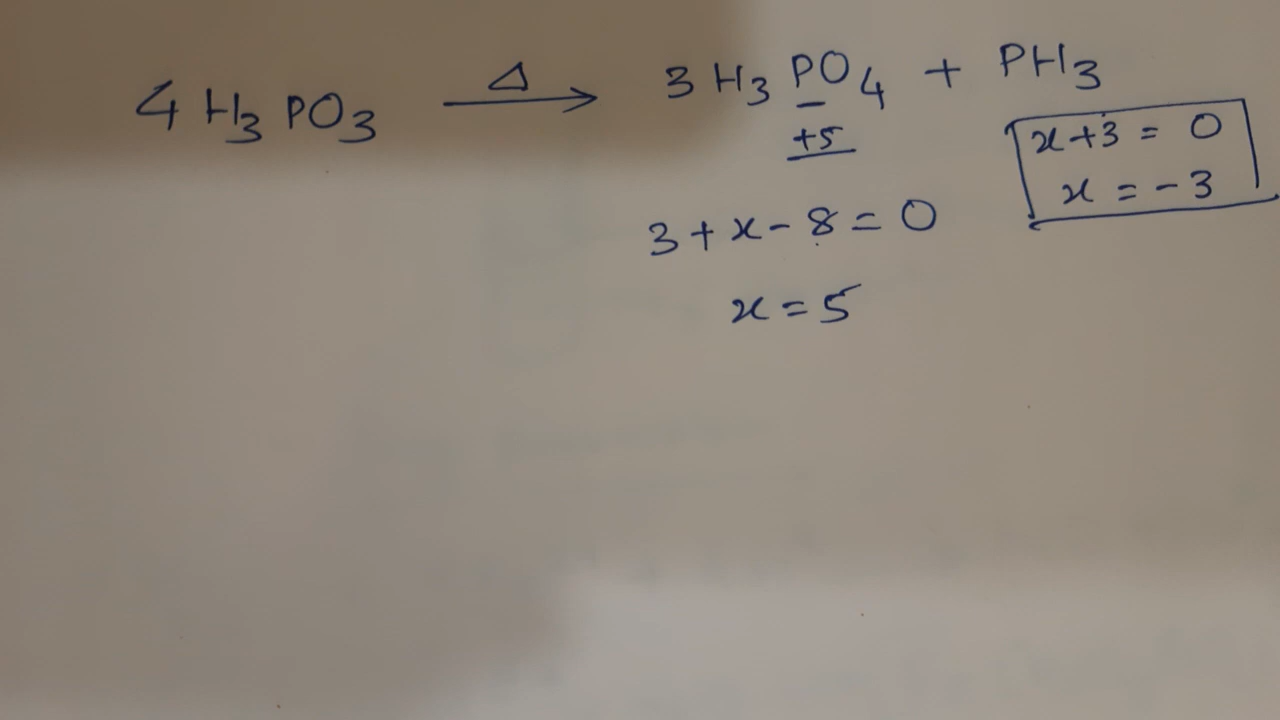 4 H3 PO3 —Δ→ 3 H3 PO4 + PH3
+5
x+3 = 0
x = -3
3 + x - 8 = 0
x = 5